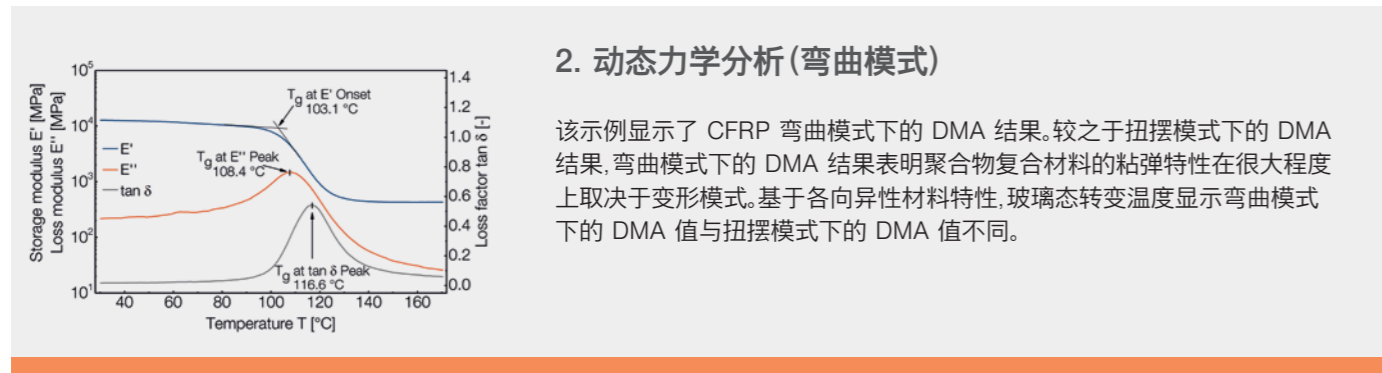 2. 动态力学分析(弯曲模式)
该示例显示了 CFRP 弯曲模式下的 DMA 结果。较之于扭摆模式下的 DMA
结果,弯曲模式下的 DMA 结果表明聚合物复合材料的粘弹特性在很大程度
上取决于变形模式。基于各向异性材料特性,玻璃态转变温度显示弯曲模式
下的 DMA 值与扭摆模式下的 DMA 值不同。
Storage modulus E' [MPa]
Loss modulus E'' [MPa]
10⁵
10⁴
10³
10²
10¹
E'
E''
tan δ
Tg at E' Onset
103.1 °C
Tg at E'' Peak
108.4 °C
Tg at tan δ Peak
116.6 °C
1.4
1.2
1.0
0.8
0.6
0.4
0.2
0.0
Loss factor tan δ [-]
40 60 80 100 120 140 160
Temperature T [°C]